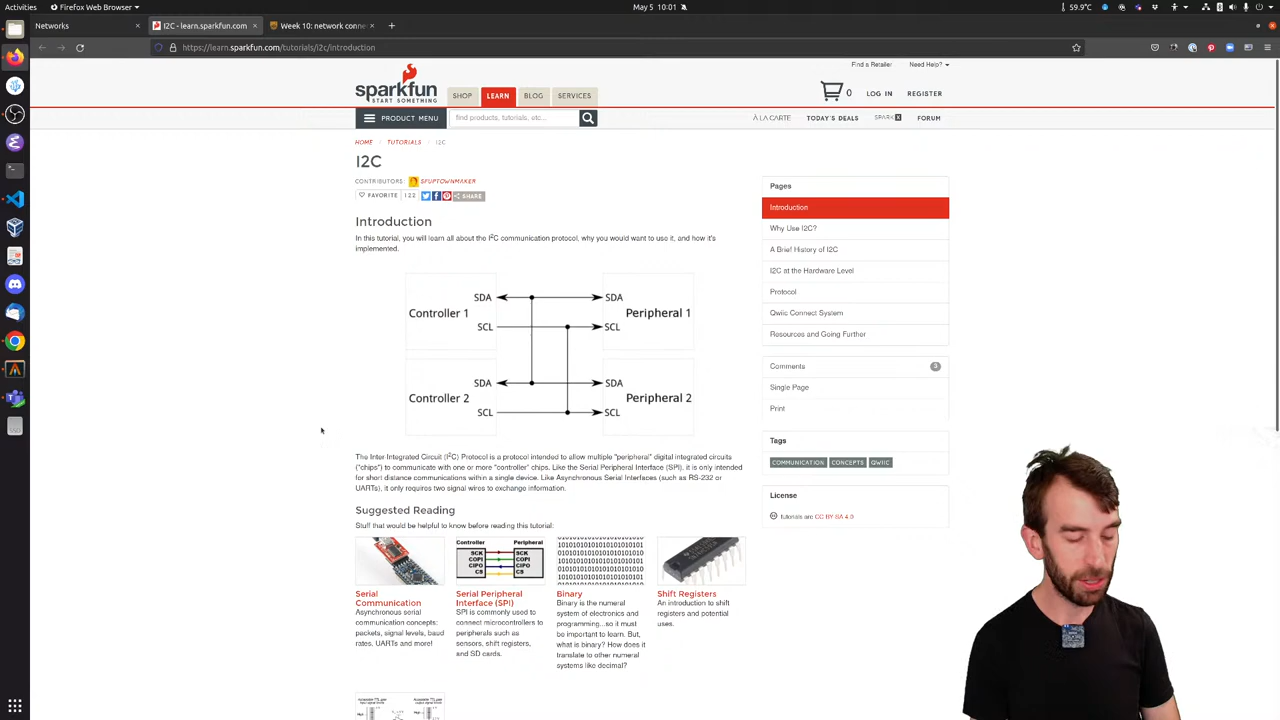 Activities
Firefox Web Browser
May 5 10:01
59.9°C
Networks
I2C - learn.sparkfun.com
Week 10: network conne
https://learn.sparkfun.com/tutorials/i2c/introduction
Find a Retailer
Need Help?
sparkfun
START SOMETHING
SHOP
LEARN
BLOG
SERVICES
0
LOG IN
REGISTER
PRODUCT MENU
find products, tutorials, etc...
À LA CARTE
TODAY'S DEALS
SPARK X
FORUM
HOME / TUTORIALS / I2C
I2C
CONTRIBUTORS: SFUPTOWNMAKER
FAVORITE 122 SHARE
Introduction
In this tutorial, you will learn all about the I2C communication protocol, why you would want to use it, and how it's
implemented.
Controller 1
SDA
SCL
SDA
SCL
Peripheral 1
Controller 2
SDA
SCL
SDA
SCL
Peripheral 2
The Inter-Integrated Circuit (I2C) Protocol is a protocol intended to allow multiple "peripheral" digital integrated circuits
("chips") to communicate with one or more "controller" chips. Like the Serial Peripheral Interface (SPI), it is only intended
for short distance communications within a single device. Like Asynchronous Serial Interfaces (such as RS-232 or
UARTs), it only requires two signal wires to exchange information.
Suggested Reading
Stuff that would be helpful to know before reading this tutorial:
Controller
Peripheral
SCK
COPI
CIPO
CS
SCK
COPI
CIPO
CS
Serial
Communication
Asynchronous serial
communication concepts:
packets, signal levels, baud
rates, UARTs and more!
Serial Peripheral
Interface (SPI)
SPI is commonly used to
connect microcontrollers to
peripherals such as
sensors, shift registers,
and SD cards.
Binary
Binary is the numeral
system of electronics and
programming...so it must
be important to learn. But,
what is binary? How does it
translate to other numeral
systems like decimal?
Shift Registers
An introduction to shift
registers and potential
uses.
Pages
Introduction
Why Use I2C?
A Brief History of I2C
I2C at the Hardware Level
Protocol
Qwiic Connect System
Resources and Going Further
Comments 3
Single Page
Print
Tags
COMMUNICATION CONCEPTS QWIIC
License
tutorials are CC BY-SA 4.0